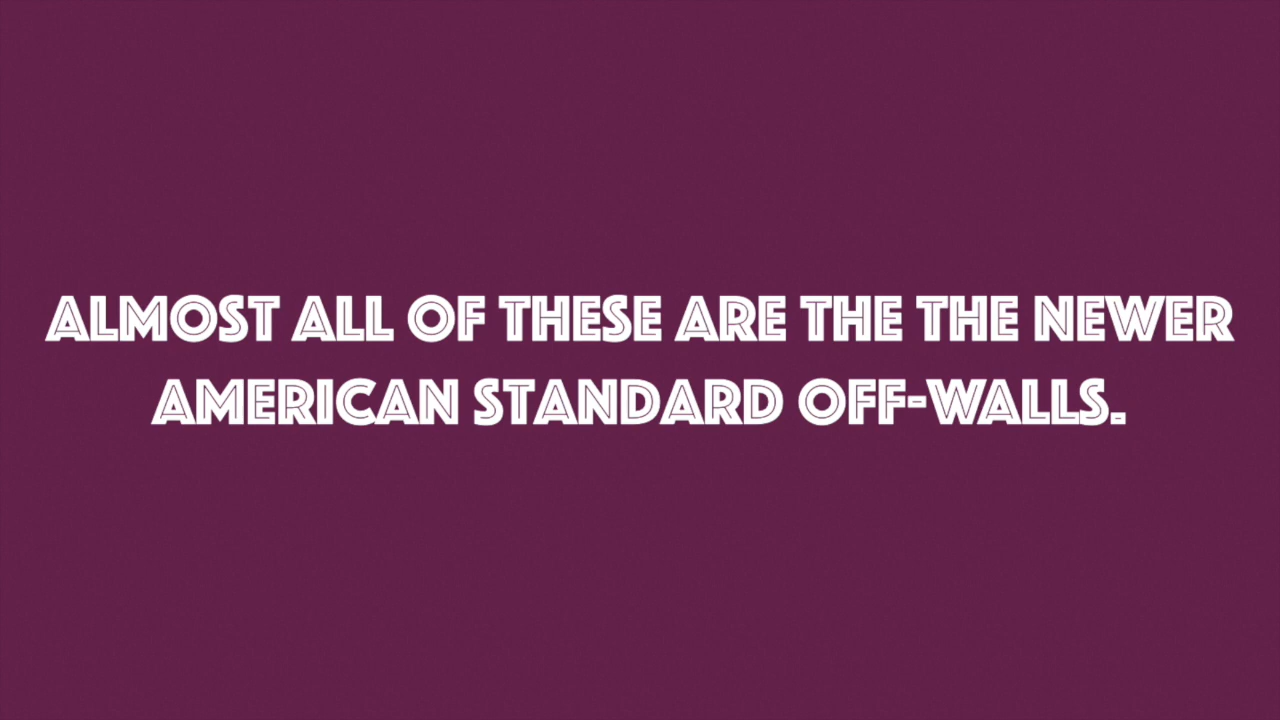 ALMOST ALL OF THESE ARE THE THE NEWER
AMERICAN STANDARD OFF-WALLS.